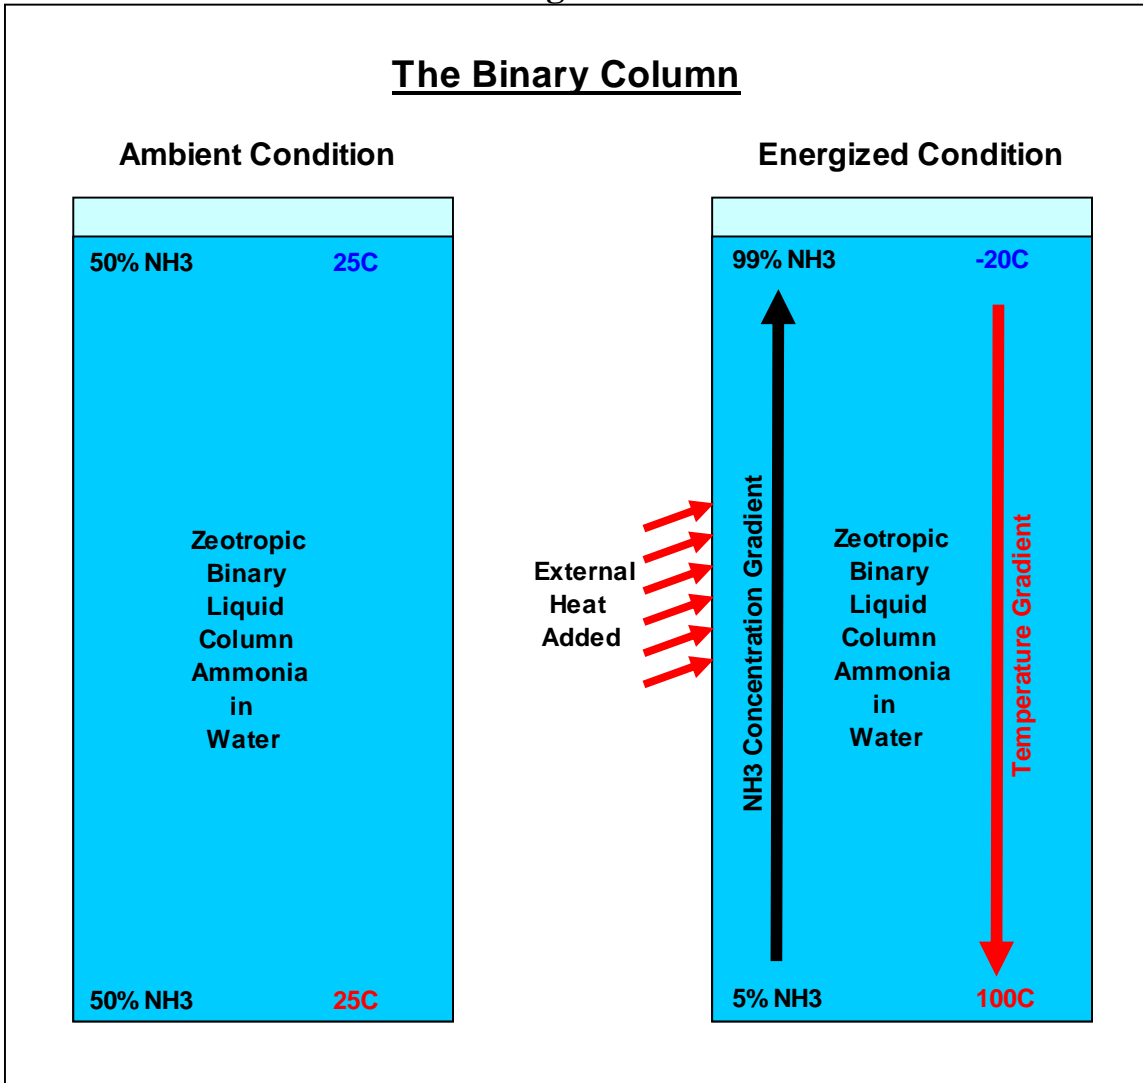 The Binary Column
Ambient Condition
Energized Condition
50% NH3 25C
99% NH3 -20C
Zeotropic
Binary
Liquid
Column
Ammonia
in
Water
External
Heat
Added
NH3 Concentration Gradient
Zeotropic
Binary
Liquid
Column
Ammonia
in
Water
Temperature Gradient
50% NH3 25C
5% NH3 100C